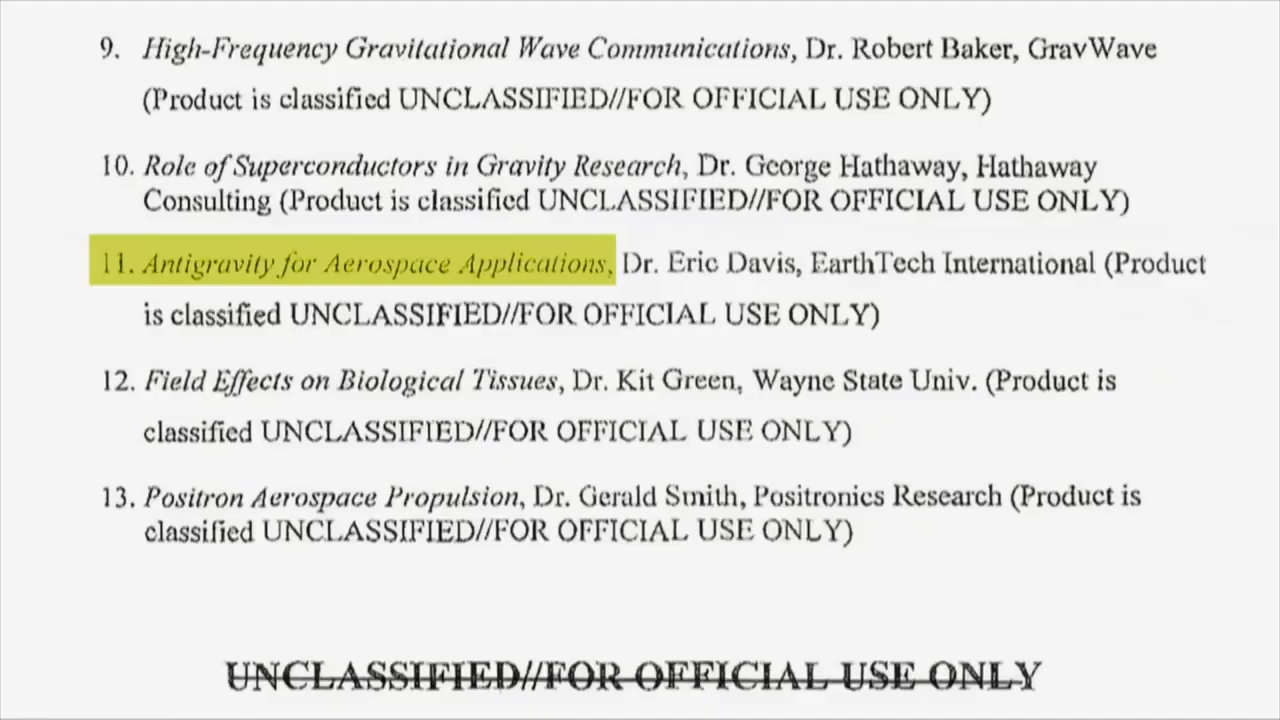 9. High-Frequency Gravitational Wave Communications, Dr. Robert Baker, GravWave
(Product is classified UNCLASSIFIED//FOR OFFICIAL USE ONLY)
10. Role of Superconductors in Gravity Research, Dr. George Hathaway, Hathaway
Consulting (Product is classified UNCLASSIFIED//FOR OFFICIAL USE ONLY)
11. Antigravity for Aerospace Applications, Dr. Eric Davis, EarthTech International (Product
is classified UNCLASSIFIED//FOR OFFICIAL USE ONLY)
12. Field Effects on Biological Tissues, Dr. Kit Green, Wayne State Univ. (Product is
classified UNCLASSIFIED//FOR OFFICIAL USE ONLY)
13. Positron Aerospace Propulsion, Dr. Gerald Smith, Positronics Research (Product is
classified UNCLASSIFIED//FOR OFFICIAL USE ONLY)
UNCLASSIFIED//FOR OFFICIAL USE ONLY